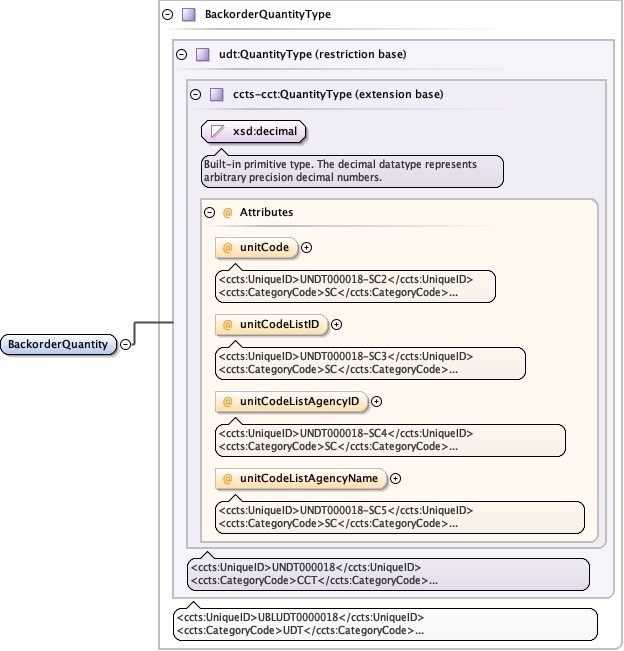 BackorderQuantityType
udt:QuantityType (restriction base)
ccts-cct:QuantityType (extension base)
xsd:decimal
Built-in primitive type. The decimal datatype represents
arbitrary precision decimal numbers.
@ Attributes
@ unitCode
<ccts:UniqueID>UNDT000018-SC2</ccts:UniqueID>
<ccts:CategoryCode>SC</ccts:CategoryCode>...
@ unitCodeListID
<ccts:UniqueID>UNDT000018-SC3</ccts:UniqueID>
<ccts:CategoryCode>SC</ccts:CategoryCode>...
BackorderQuantity
@ unitCodeListAgencyID
<ccts:UniqueID>UNDT000018-SC4</ccts:UniqueID>
<ccts:CategoryCode>SC</ccts:CategoryCode>...
@ unitCodeListAgencyName
<ccts:UniqueID>UNDT000018-SC5</ccts:UniqueID>
<ccts:CategoryCode>SC</ccts:CategoryCode>...
<ccts:UniqueID>UNDT000018</ccts:UniqueID>
<ccts:CategoryCode>CCT</ccts:CategoryCode>...
<ccts:UniqueID>UBLUDT0000018</ccts:UniqueID>
<ccts:CategoryCode>UDT</ccts:CategoryCode>...